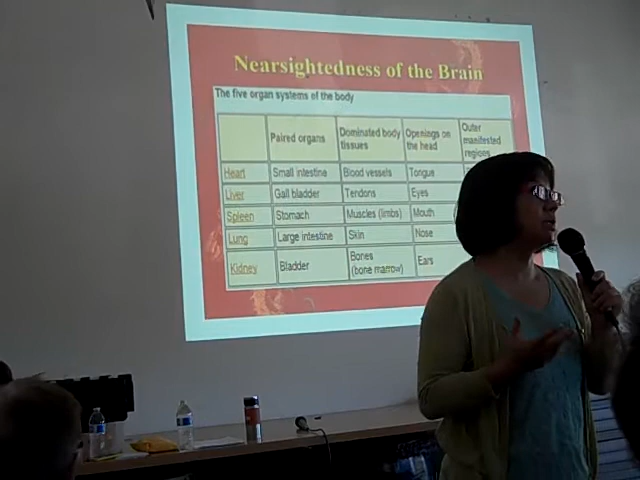 Nearsightedness of the Brain
The five organ systems of the body
Paired organs Dominated body tissues Openings on the head Outer manifested regions
Heart Small intestine Blood vessels Tongue
Liver Gall bladder Tendons Eyes
Spleen Stomach Muscles (limbs) Mouth
Lung Large intestine Skin Nose
Kidney Bladder Bones (bone marrow) Ears